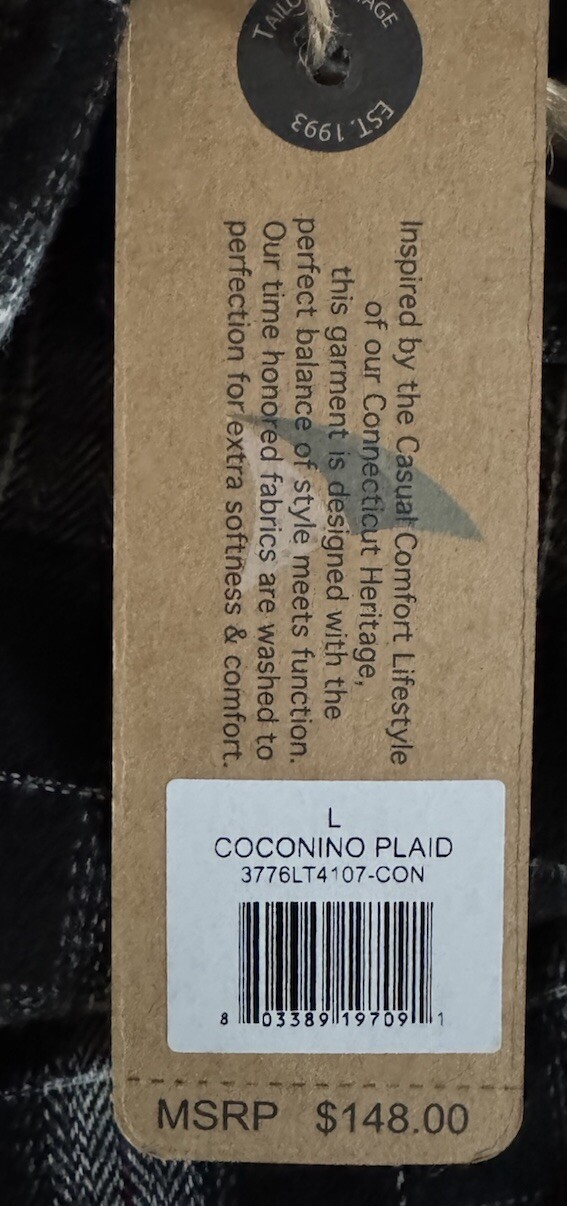 EST. 1993
Inspired by the Casual Comfort Lifestyle
of our Connecticut Heritage,
this garment is designed with the
perfect balance of style meets function.
Our time honored fabrics are washed to
perfection for extra softness & comfort.
L
COCONINO PLAID
3776LT4107-CON
8 03389 19709 1
MSRP $148.00